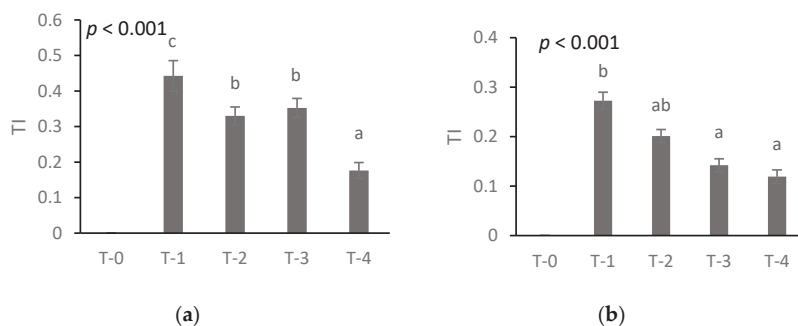 p < 0.001
0.6
0.5
0.4
0.3
0.2
0.1
0
TI
c
b
b
a
T-0 T-1 T-2 T-3 T-4
(a)
p < 0.001
0.4
0.3
0.2
0.1
0
TI
b
ab
a
a
T-0 T-1 T-2 T-3 T-4
(b)